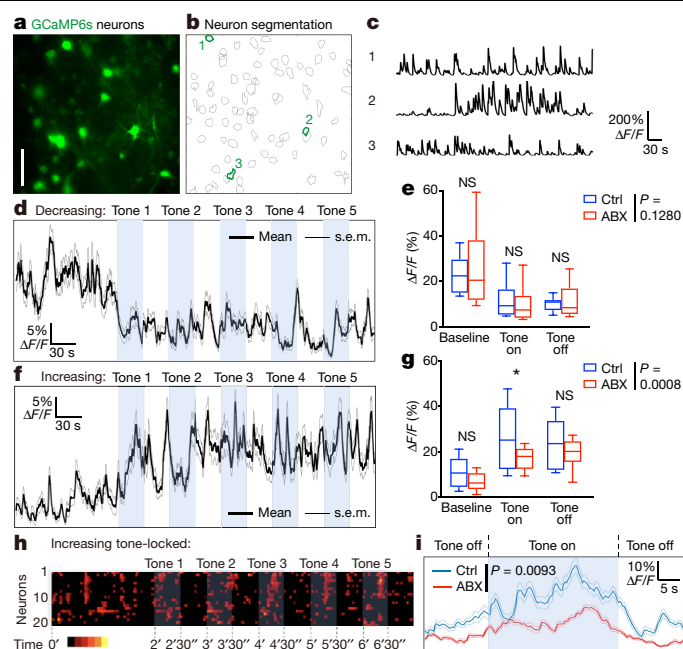 a GCaMP6s neurons
b Neuron segmentation
1
2
3
c
1
2
3
200%
ΔF/F
30 s
d Decreasing: Tone 1 Tone 2 Tone 3 Tone 4 Tone 5
Mean s.e.m.
5%
ΔF/F
30 s
e
60
40
20
0
ΔF/F (%)
NS
NS
NS
Ctrl
ABX
P =
0.1280
Baseline Tone on Tone off
f Increasing: Tone 1 Tone 2 Tone 3 Tone 4 Tone 5
5%
ΔF/F
30 s
Mean s.e.m.
g
60
40
20
0
ΔF/F (%)
NS
*
NS
Ctrl
ABX
P =
0.0008
Baseline Tone on Tone off
h Increasing tone-locked:
Tone 1 Tone 2 Tone 3 Tone 4 Tone 5
Neurons
1
10
20
Time 0′ 2′ 2′30′′ 3′ 3′30′′ 4′ 4′30′′ 5′ 5′30′′ 6′ 6′30′′
i
Tone off Tone on Tone off
Ctrl
ABX
P = 0.0093
10%
ΔF/F
5 s